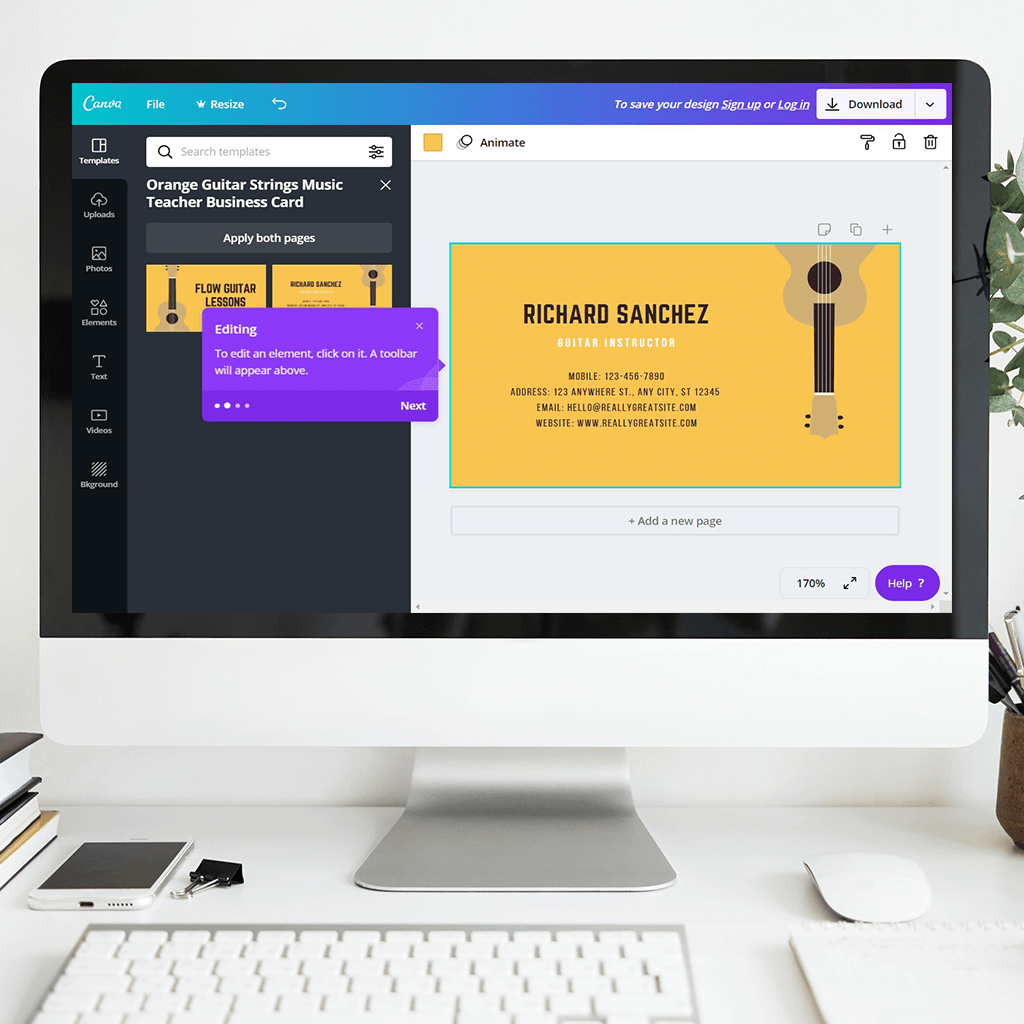 Canva
File
Resize
To save your design Sign up or Log in
Download
Templates
Uploads
Photos
Elements
Text
Videos
Bkground
Search templates
Orange Guitar Strings Music
Teacher Business Card
Apply both pages
FLOW GUITAR
LESSONS
RICHARD SANCHEZ
Editing
To edit an element, click on it. A toolbar
will appear above.
Next
Animate
RICHARD SANCHEZ
GUITAR INSTRUCTOR
MOBILE: 123-456-7890
ADDRESS: 123 ANYWHERE ST., ANY CITY, ST 12345
EMAIL: HELLO@REALLYGREATSITE.COM
WEBSITE: WWW.REALLYGREATSITE.COM
+ Add a new page
170%
Help ?